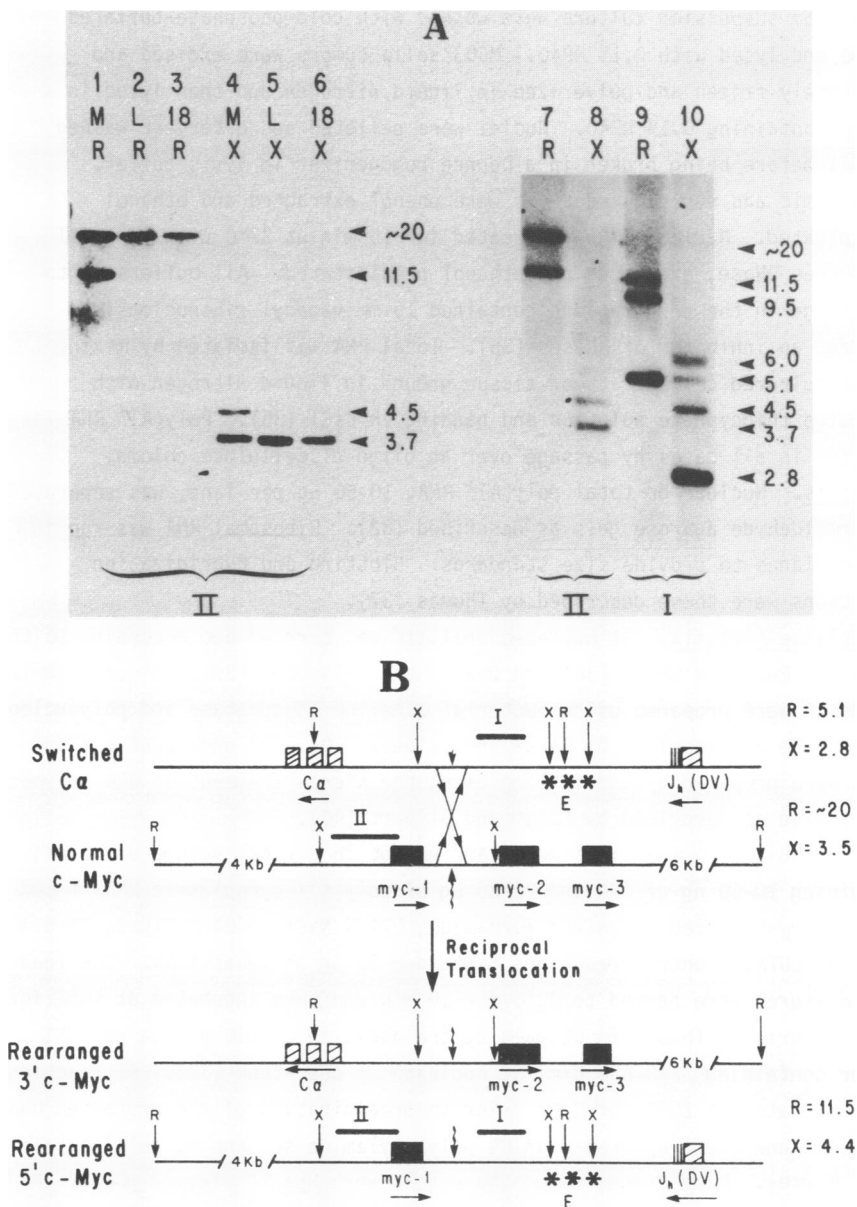 A
1 2 3 4 5 6
M L 18 M L 18
R R R X X X
7 8 9 10
R X R X
~20
11.5
4.5
3.7
~20
11.5
9.5
6.0
5.1
4.5
3.7
2.8
II
II I
B
Switched
Cα
R
Cα
X
I
X R X
***
E
Jh (DV)
R = 5.1
X = 2.8
Normal
c-Myc
R
4 Kb
X
II
myc-1
myc-2
myc-3
X
6 Kb
R
R = ~20
X = 3.5
Reciprocal
Translocation
Rearranged
3' c-Myc
R
Cα
X
X
myc-2
myc-3
6 Kb
R
Rearranged
5' c-Myc
R
4 Kb
X
II
myc-1
I
X R X
***
E
Jh (DV)
R = 11.5
X = 4.4